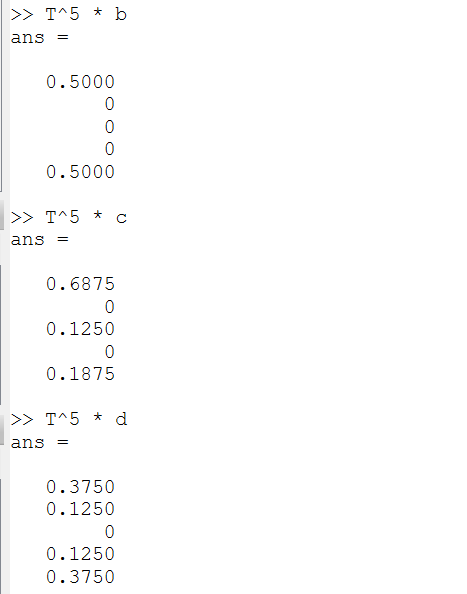 >> T^5 * b
ans =
0.5000
0
0
0
0.5000
>> T^5 * c
ans =
0.6875
0
0.1250
0
0.1875
>> T^5 * d
ans =
0.3750
0.1250
0
0.1250
0.3750